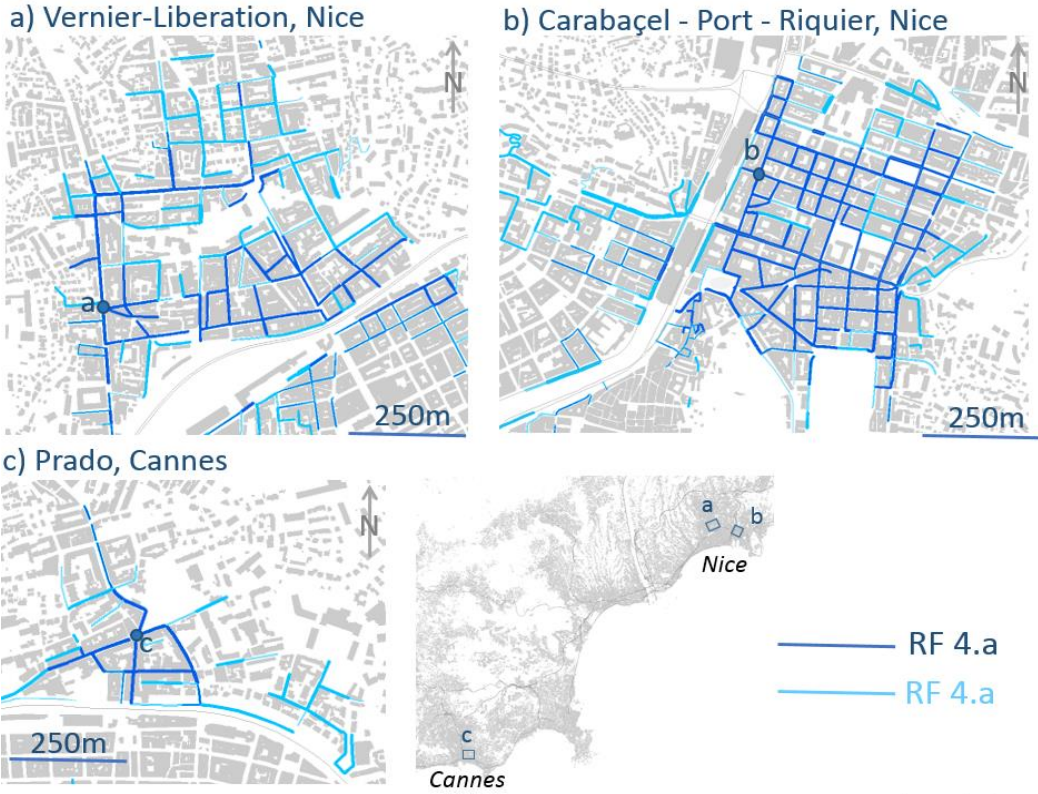 a) Vernier-Liberation, Nice
N
a
250m
b) Carabaçel - Port - Riquier, Nice
N
b
250m
c) Prado, Cannes
N
c
250m
a
b
Nice
c
Cannes
RF 4.a
RF 4.a